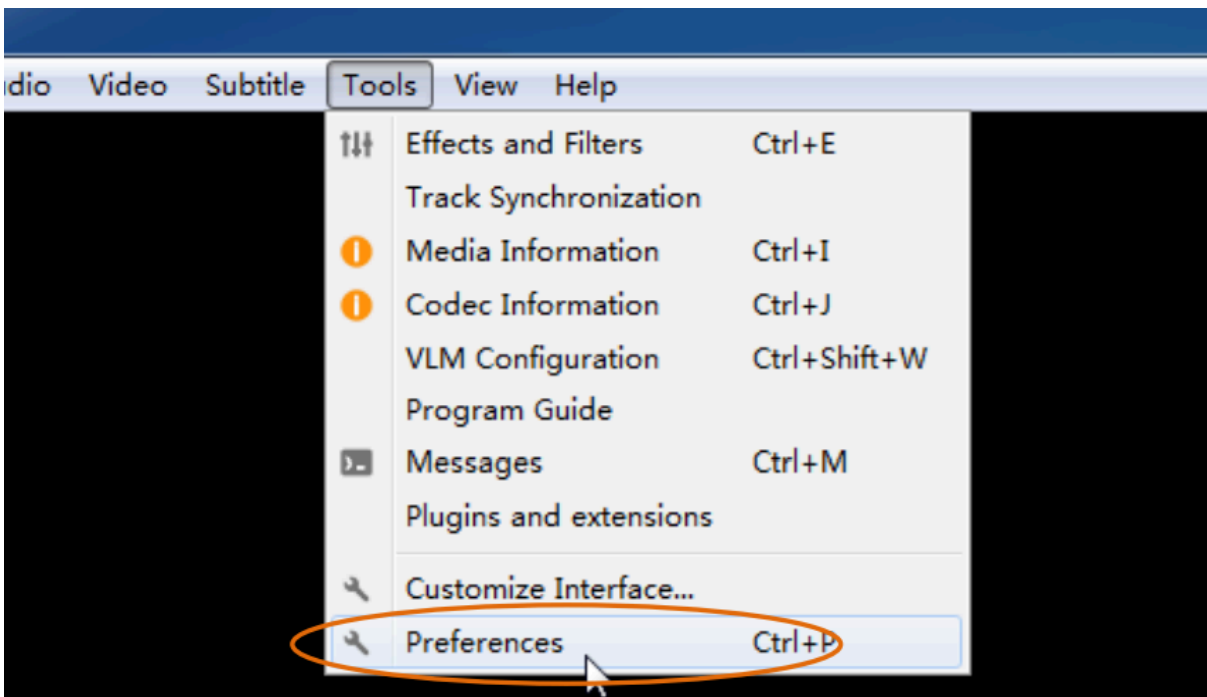 dio Video Subtitle Tools View Help
Effects and Filters Ctrl+E
Track Synchronization
Media Information Ctrl+I
Codec Information Ctrl+J
VLM Configuration Ctrl+Shift+W
Program Guide
Messages Ctrl+M
Plugins and extensions
Customize Interface...
Preferences Ctrl+P